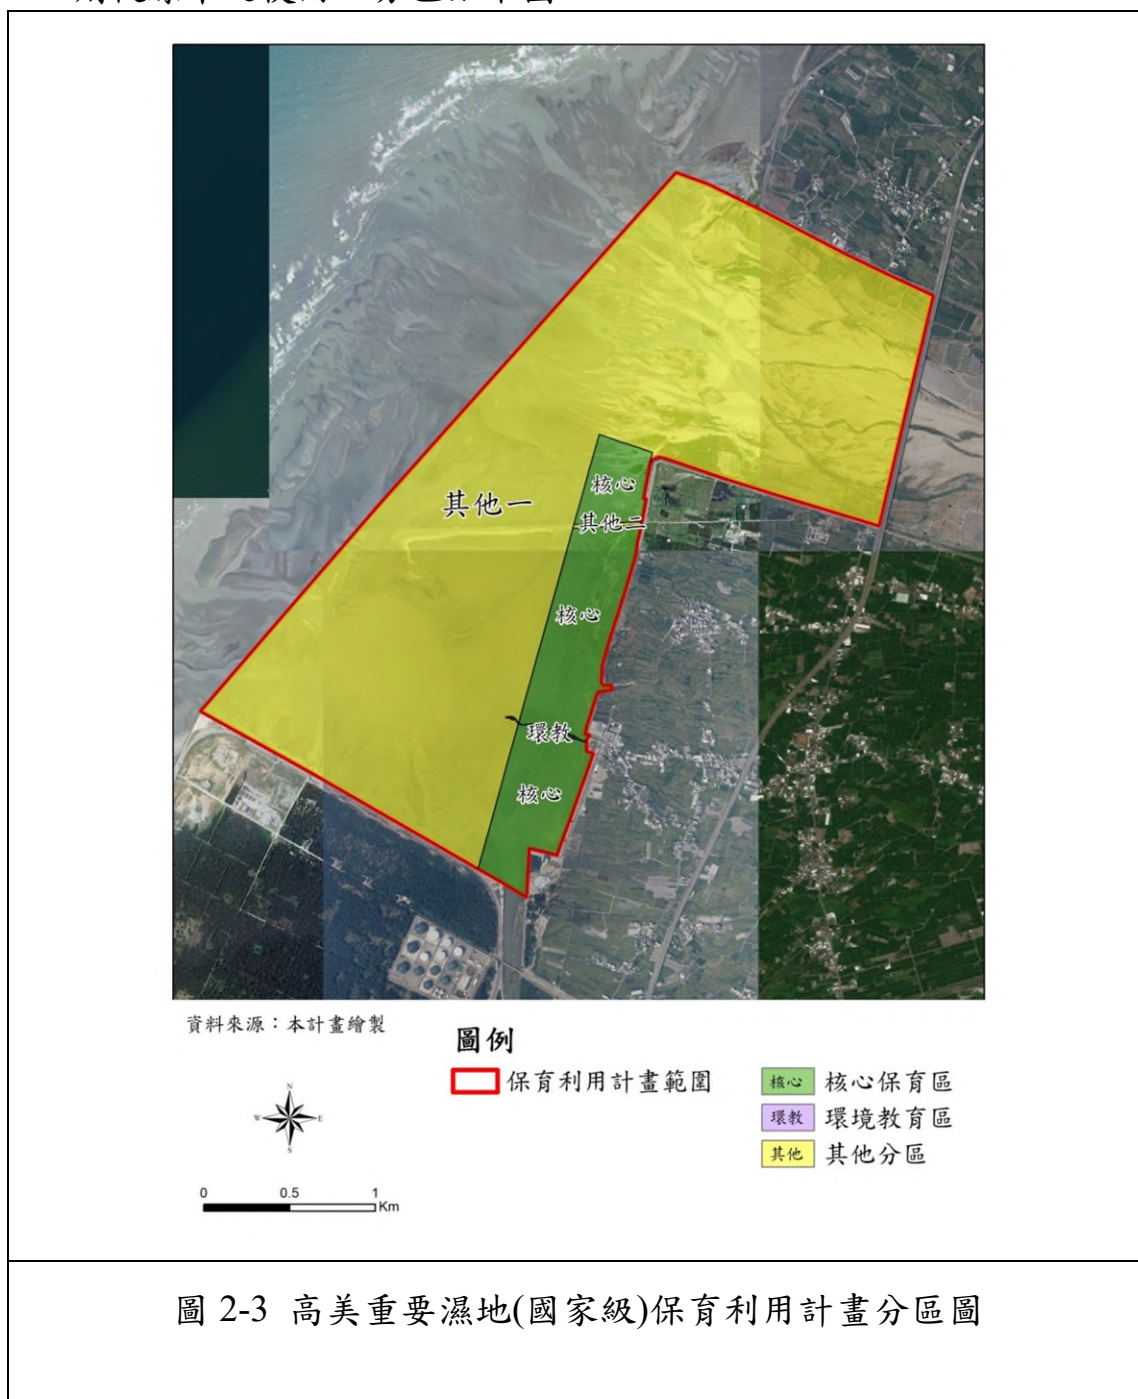 其他一
核心
其他二
核心
環教
核心
資料來源：本計畫繪製
圖例
保育利用計畫範圍
核心 核心保育區
環教 環境教育區
其他 其他分區
N
W E
S
0 0.5 1
Km
圖 2-3 高美重要濕地(國家級)保育利用計畫分區圖